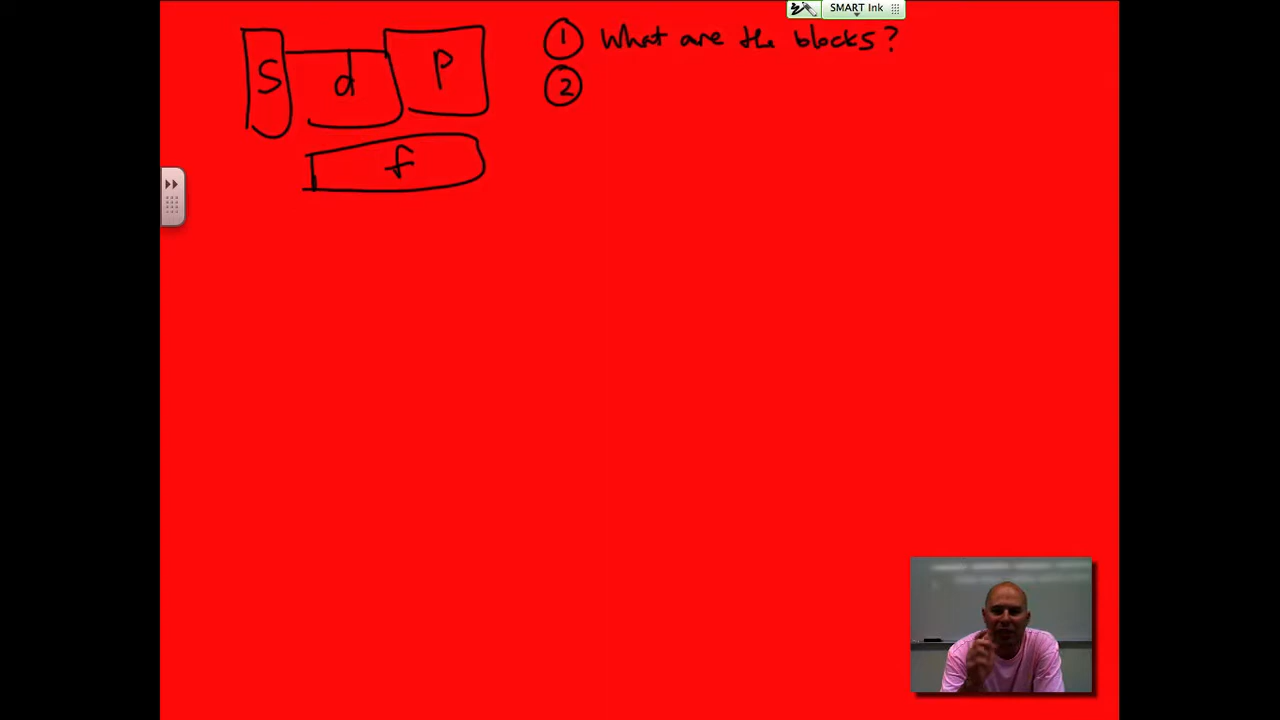 SMART Ink
S d P
f
① What are the blocks?
②